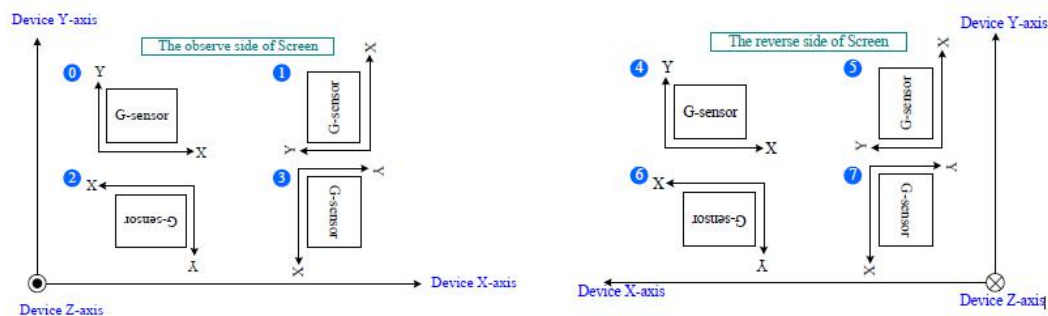 Device Y-axis
The observe side of Screen
0
Y
G-sensor
X
1
X
G-sensor
Y
2
X
G-sensor
Y
3
Y
G-sensor
X
Device X-axis
Device Z-axis
Device Y-axis
The reverse side of Screen
4
Y
G-sensor
X
5
X
G-sensor
Y
6
X
G-sensor
Y
7
Y
G-sensor
X
Device X-axis
Device Z-axis